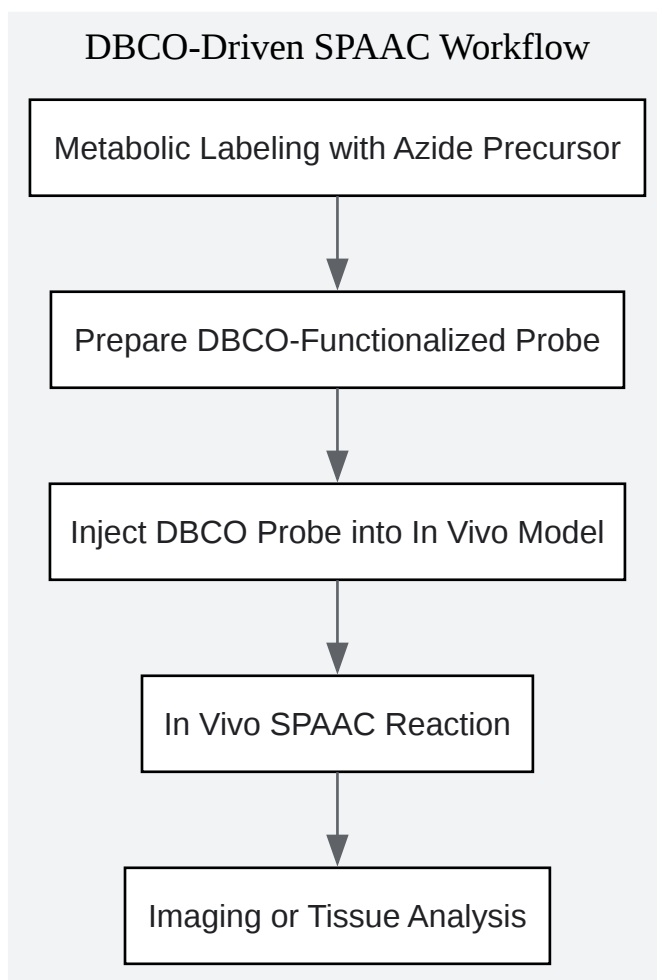 DBCO-Driven SPAAC Workflow
Metabolic Labeling with Azide Precursor
Prepare DBCO-Functionalized Probe
Inject DBCO Probe into In Vivo Model
In Vivo SPAAC Reaction
Imaging or Tissue Analysis